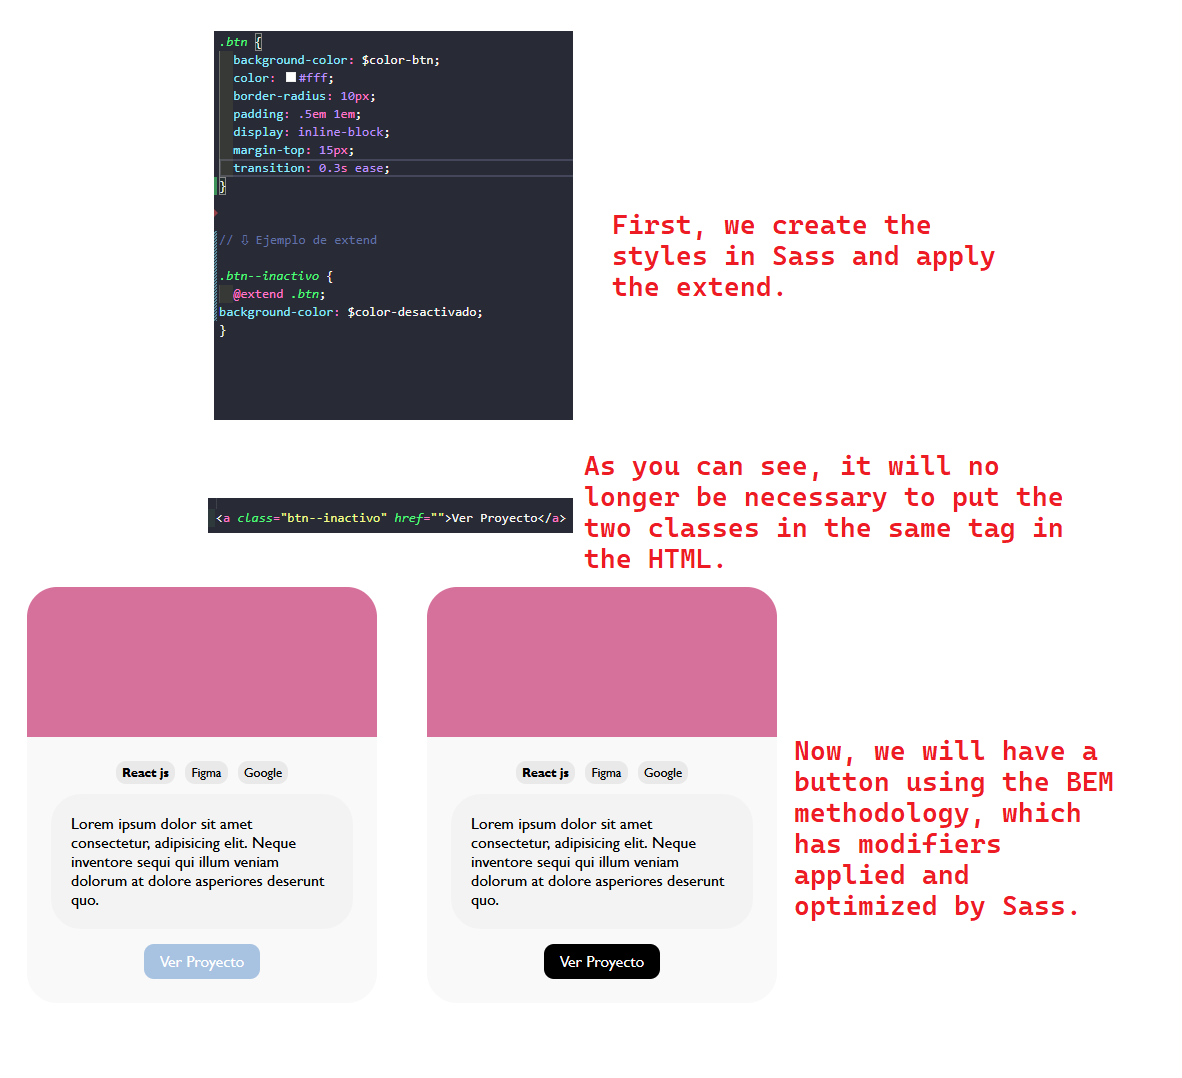 .btn {
background-color: $color-btn;
color: #fff;
border-radius: 10px;
padding: .5em 1em;
display: inline-block;
margin-top: 15px;
transition: 0.3s ease;
}
// ⇩ Ejemplo de extend
.btn--inactivo {
@extend .btn;
background-color: $color-desactivado;
}
First, we create the
styles in Sass and apply
the extend.
As you can see, it will no
longer be necessary to put the
two classes in the same tag in
the HTML.
<a class="btn--inactivo" href="">Ver Proyecto</a>
React js Figma Google
Lorem ipsum dolor sit amet
consectetur, adipisicing elit. Neque
inventore sequi qui illum veniam
dolorum at dolore asperiores deserunt
quo.
Ver Proyecto
React js Figma Google
Lorem ipsum dolor sit amet
consectetur, adipisicing elit. Neque
inventore sequi qui illum veniam
dolorum at dolore asperiores deserunt
quo.
Ver Proyecto
Now, we will have a
button using the BEM
methodology, which
has modifiers
applied and
optimized by Sass.